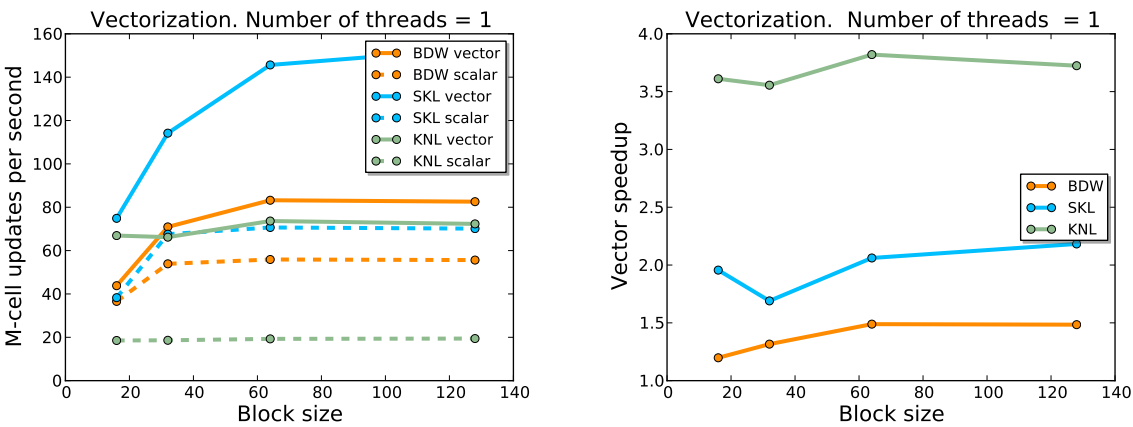 Vectorization. Number of threads = 1
M-cell updates per second
160
140
120
100
80
60
40
20
0
0 20 40 60 80 100 120 140
Block size
BDW vector
BDW scalar
SKL vector
SKL scalar
KNL vector
KNL scalar
Vectorization. Number of threads = 1
Vector speedup
4.0
3.5
3.0
2.5
2.0
1.5
1.0
0 20 40 60 80 100 120 140
Block size
BDW
SKL
KNL